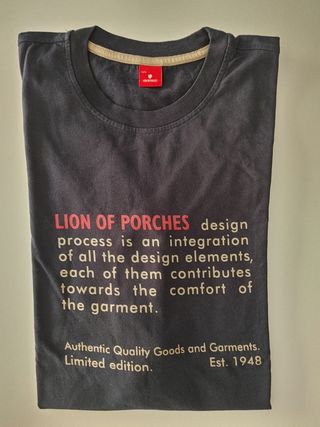 LION OF PORCHES design
process is an integration
of all the design elements,
each of them contributes
towards the comfort of
the garment.
Authentic Quality Goods and Garments.
Limited edition. Est. 1948